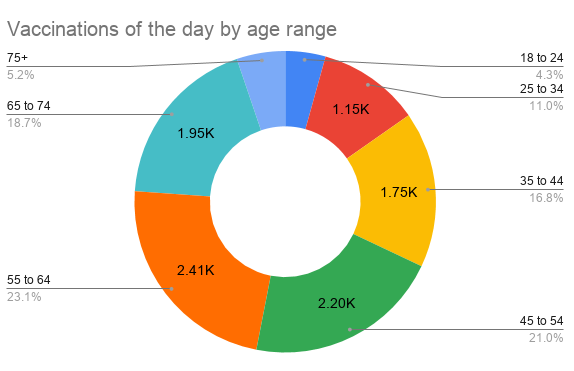 Vaccinations of the day by age range
75+
5.2%
18 to 24
4.3%
25 to 34
11.0%
65 to 74
18.7%
1.15K
1.95K
35 to 44
16.8%
1.75K
55 to 64
23.1%
2.41K
2.20K
45 to 54
21.0%